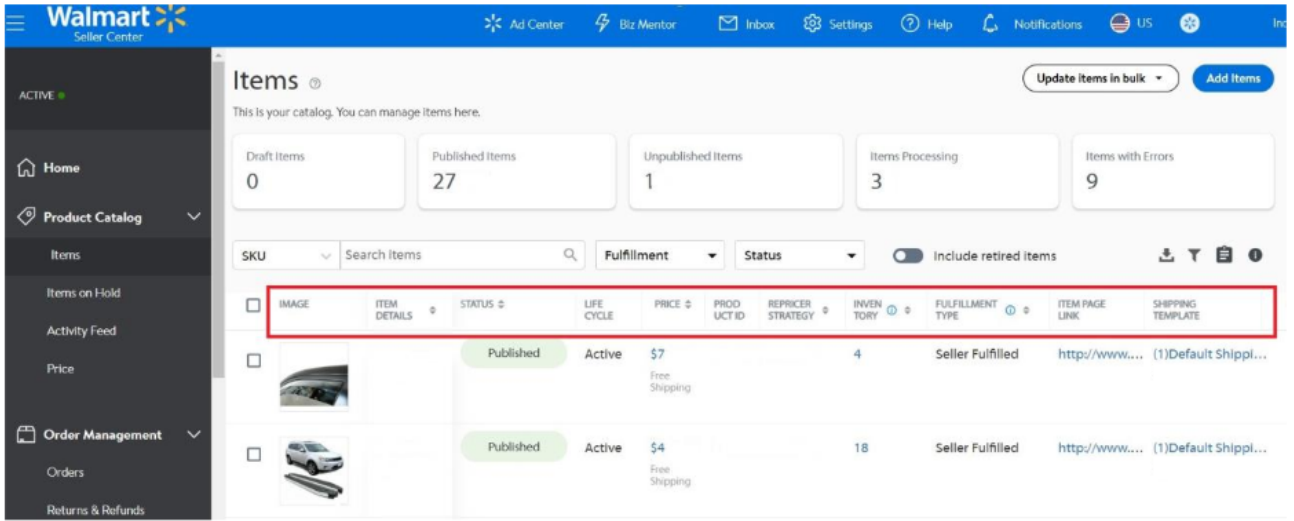 Walmart
Seller Center
Ad Center
Biz Mentor
Inbox
Settings
Help
Notifications
US
ACTIVE
Home
Product Catalog
Items
Items on Hold
Activity Feed
Price
Order Management
Orders
Returns & Refunds
Items
This is your catalog. You can manage items here.
Update items in bulk
Add Items
Draft Items
0
Published Items
27
Unpublished Items
1
Items Processing
3
Items with Errors
9
SKU
Search Items
Fulfillment
Status
Include retired items
IMAGE
ITEM
DETAILS
STATUS
LIFE
CYCLE
PRICE
PROD
UCT ID
REPRICER
STRATEGY
INVEN
TORY
FULFILLMENT
TYPE
ITEM PAGE
LINK
SHIPPING
TEMPLATE
Published Active $7 4 Seller Fulfilled http://www.... (1)Default Shippi...
Free
Shipping
Published Active $4 18 Seller Fulfilled http://www.... (1)Default Shippi...
Free
Shipping